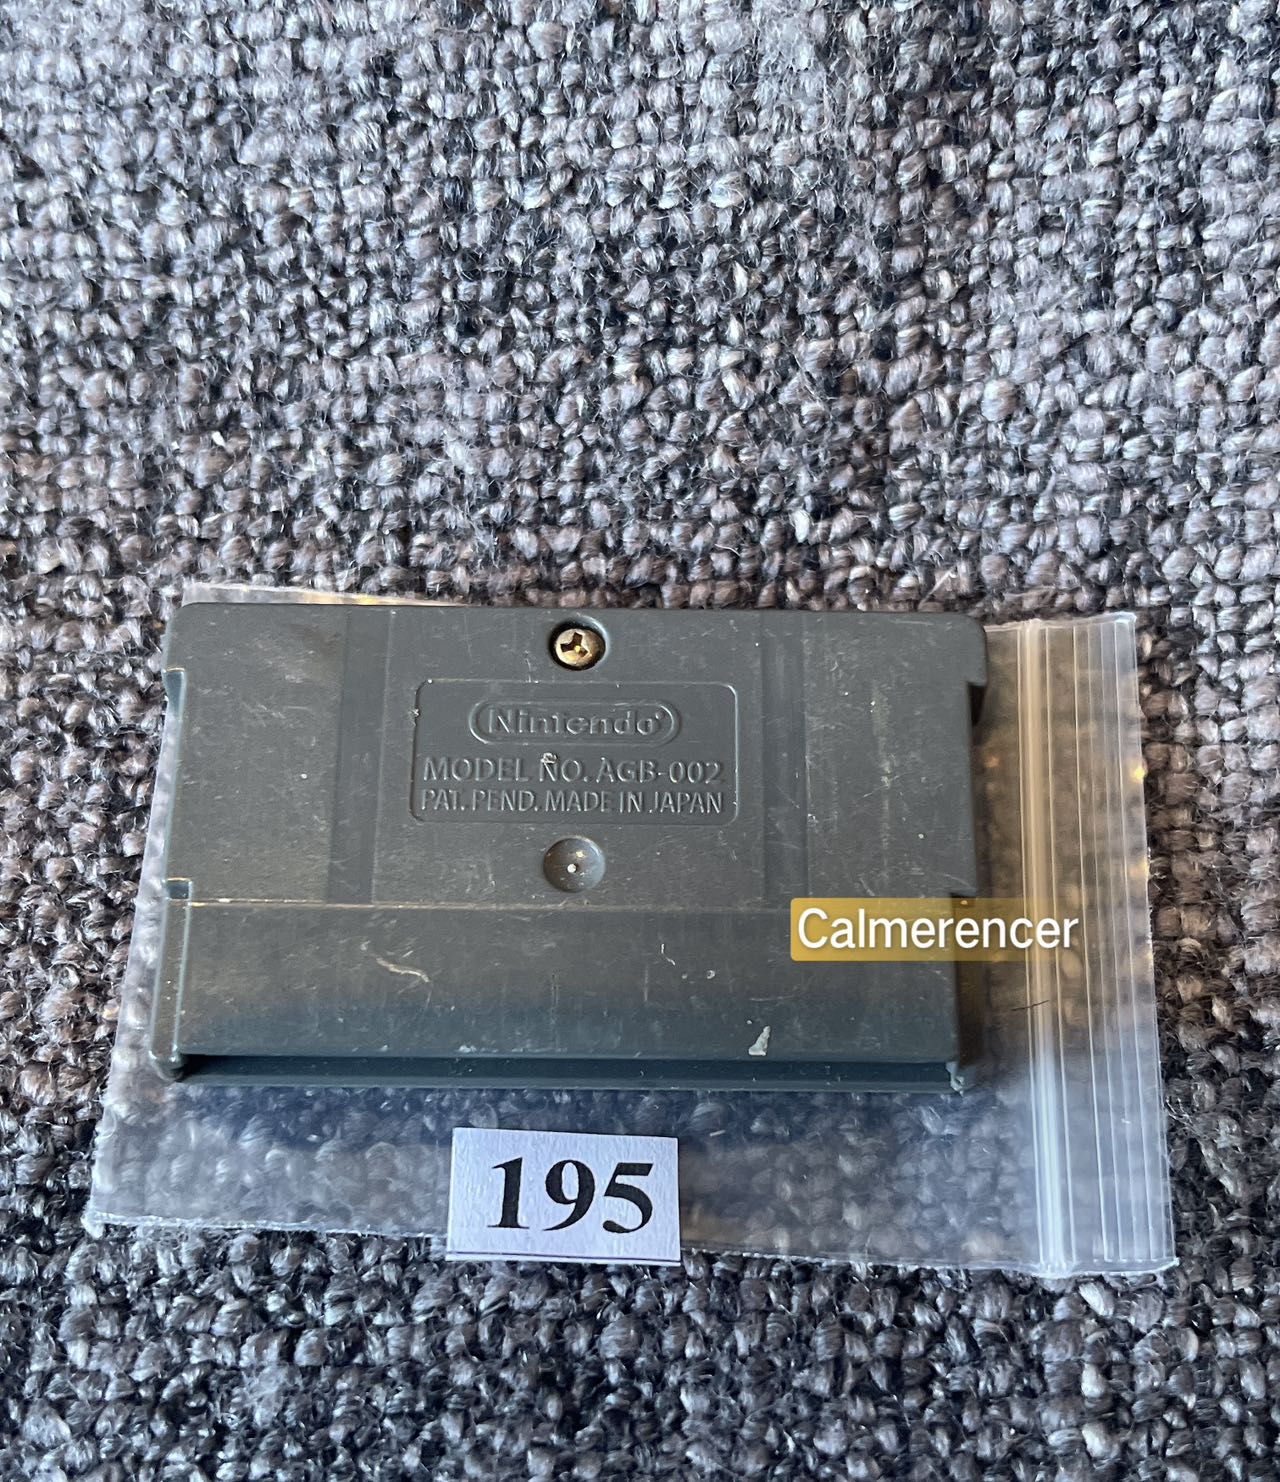 Nintendo
MODEL NO. AGB-002
PAT. PEND. MADE IN JAPAN
Calmerencer
195